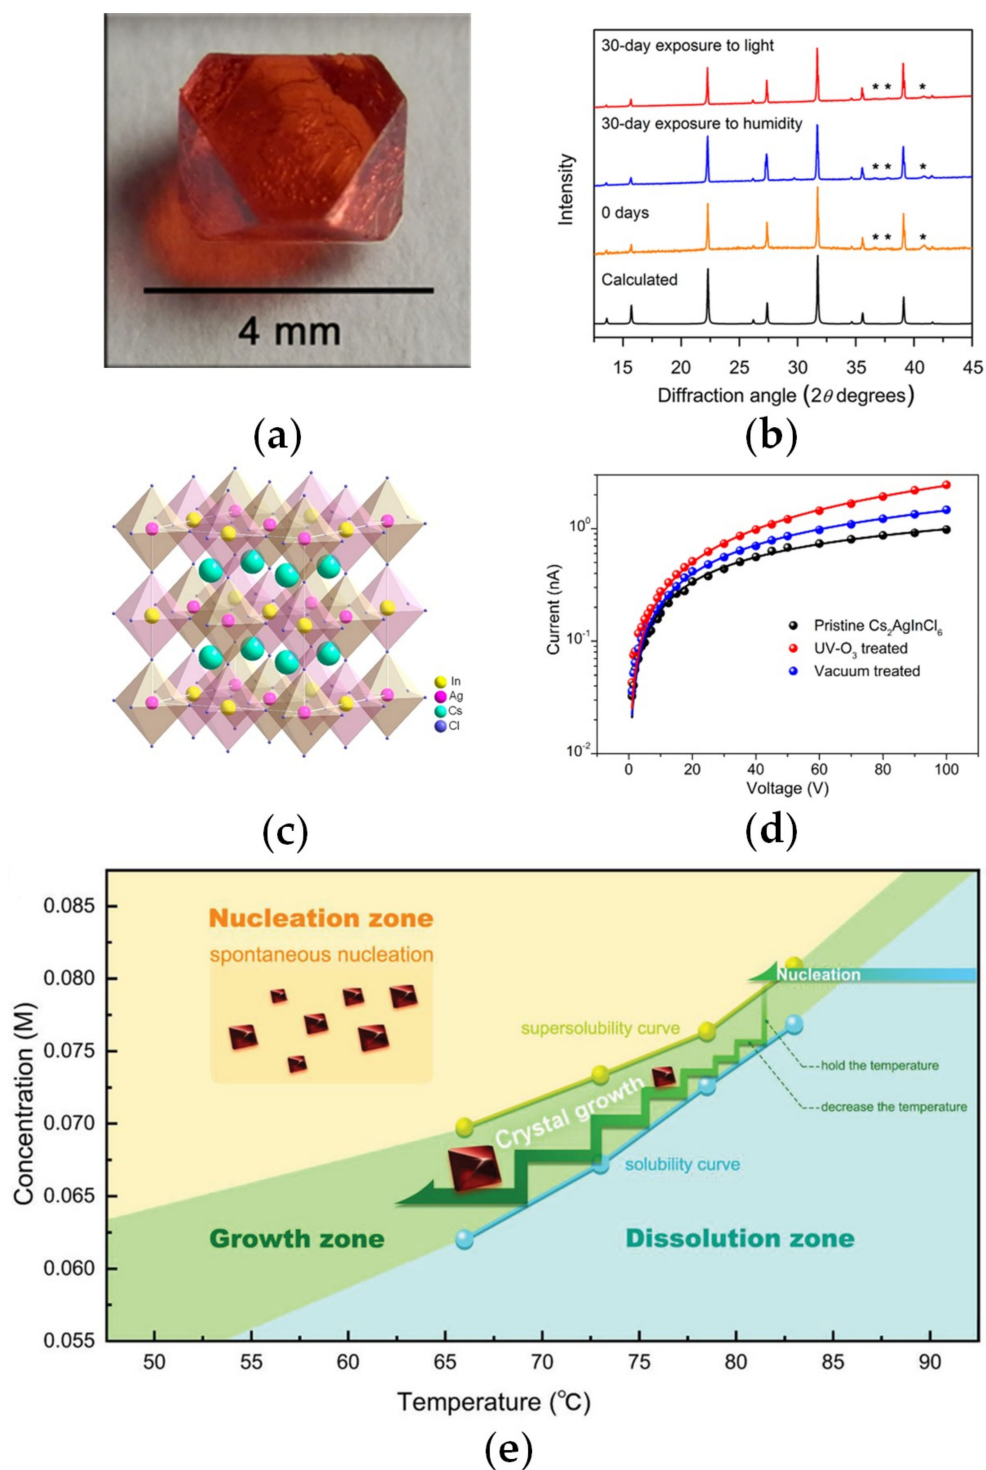 4 mm
(a)
30-day exposure to light
* * *
30-day exposure to humidity
* * *
0 days
* * *
Calculated
Intensity
15 20 25 30 35 40 45
Diffraction angle (2θ degrees)
(b)
In
Ag
Cs
Cl
(c)
10⁰
10⁻¹
10⁻²
Current (nA)
Pristine Cs₂AgInCl₆
UV-O₃ treated
Vacuum treated
0 20 40 60 80 100
Voltage (V)
(d)
0.085
0.080
0.075
0.070
0.065
0.060
0.055
Concentration (M)
Nucleation zone
spontaneous nucleation
supersolubility curve
Nucleation
hold the temperature
decrease the temperature
Crystal growth
solubility curve
Growth zone
Dissolution zone
50 55 60 65 70 75 80 85 90
Temperature (℃)
(e)